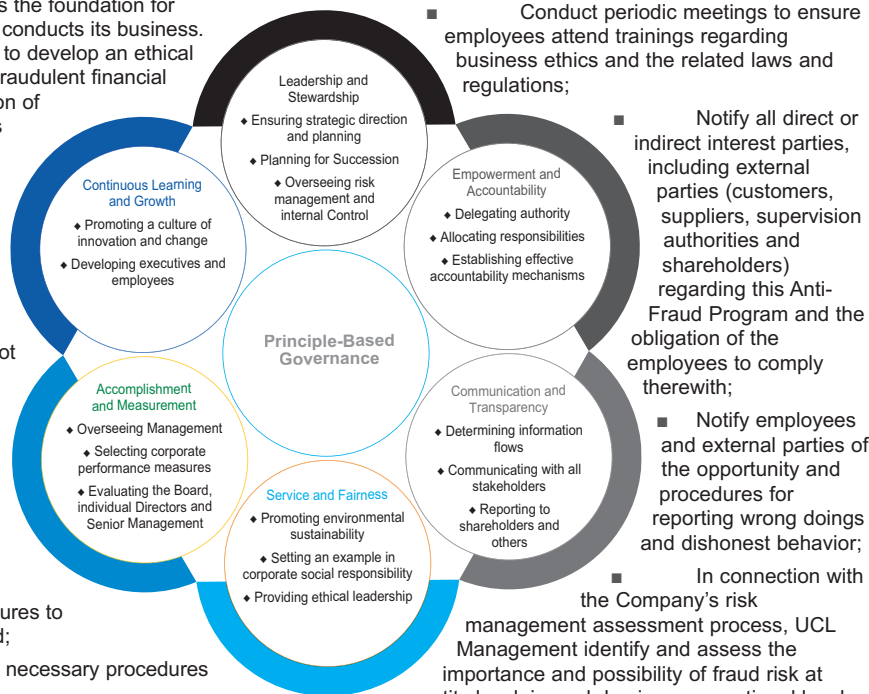 s the foundation for
conducts its business.
to develop an ethical
raudulent financial
on of
s
ot
ures to
d;
necessary procedures
Leadership and
Stewardship
◆ Ensuring strategic direction
and planning
◆ Planning for Succession
◆ Overseeing risk
management and
internal Control
Empowerment and
Accountability
◆ Delegating authority
◆ Allocating responsibilities
◆ Establishing effective
accountability mechanisms
Communication and
Transparency
◆ Determining information
flows
◆ Communicating with all
stakeholders
◆ Reporting to
shareholders and
others
Service and Fairness
◆ Promoting environmental
sustainability
◆ Setting an example in
corporate social responsibility
◆ Providing ethical leadership
Accomplishment
and Measurement
◆ Overseeing Management
◆ Selecting corporate
performance measures
◆ Evaluating the Board,
individual Directors and
Senior Management
Continuous Learning
and Growth
◆ Promoting a culture of
innovation and change
◆ Developing executives and
employees
Principle-Based
Governance
■ Conduct periodic meetings to ensure
employees attend trainings regarding
business ethics and the related laws and
regulations;
■ Notify all direct or
indirect interest parties,
including external
parties (customers,
suppliers, supervision
authorities and
shareholders)
regarding this Anti-
Fraud Program and the
obligation of the
employees to comply
therewith;
■ Notify employees
and external parties of
the opportunity and
procedures for
reporting wrong doings
and dishonest behavior;
■ In connection with
the Company's risk
management assessment process, UCL
Management identify and assess the
importance and possibility of fraud risk at